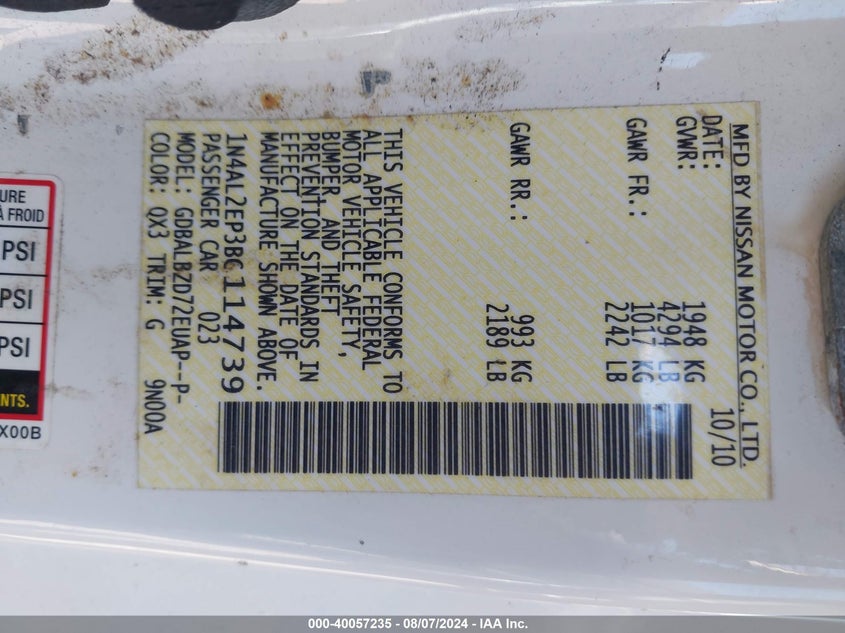 MFD BY NISSAN MOTOR CO., LTD.
DATE: 10/10
GVWR: 1948 KG
4294 LB
GAWR FR.: 1017 KG
2242 LB
GAWR RR.: 993 KG
2189 LB
THIS VEHICLE CONFORMS TO
ALL APPLICABLE FEDERAL
MOTOR VEHICLE SAFETY,
BUMPER, AND THEFT
PREVENTION STANDARDS IN
EFFECT ON THE DATE OF
MANUFACTURE SHOWN ABOVE.
1N4AL2EP3BC114739
PASSENGER CAR 023
MODEL: GDBALBZD72EUAP--P-
COLOR: QX3 TRIM: G 9N00A
URE
À FROID
PSI
PSI
PSI
NTS.
X00B
000-40057235 - 08/07/2024 - IAA Inc.